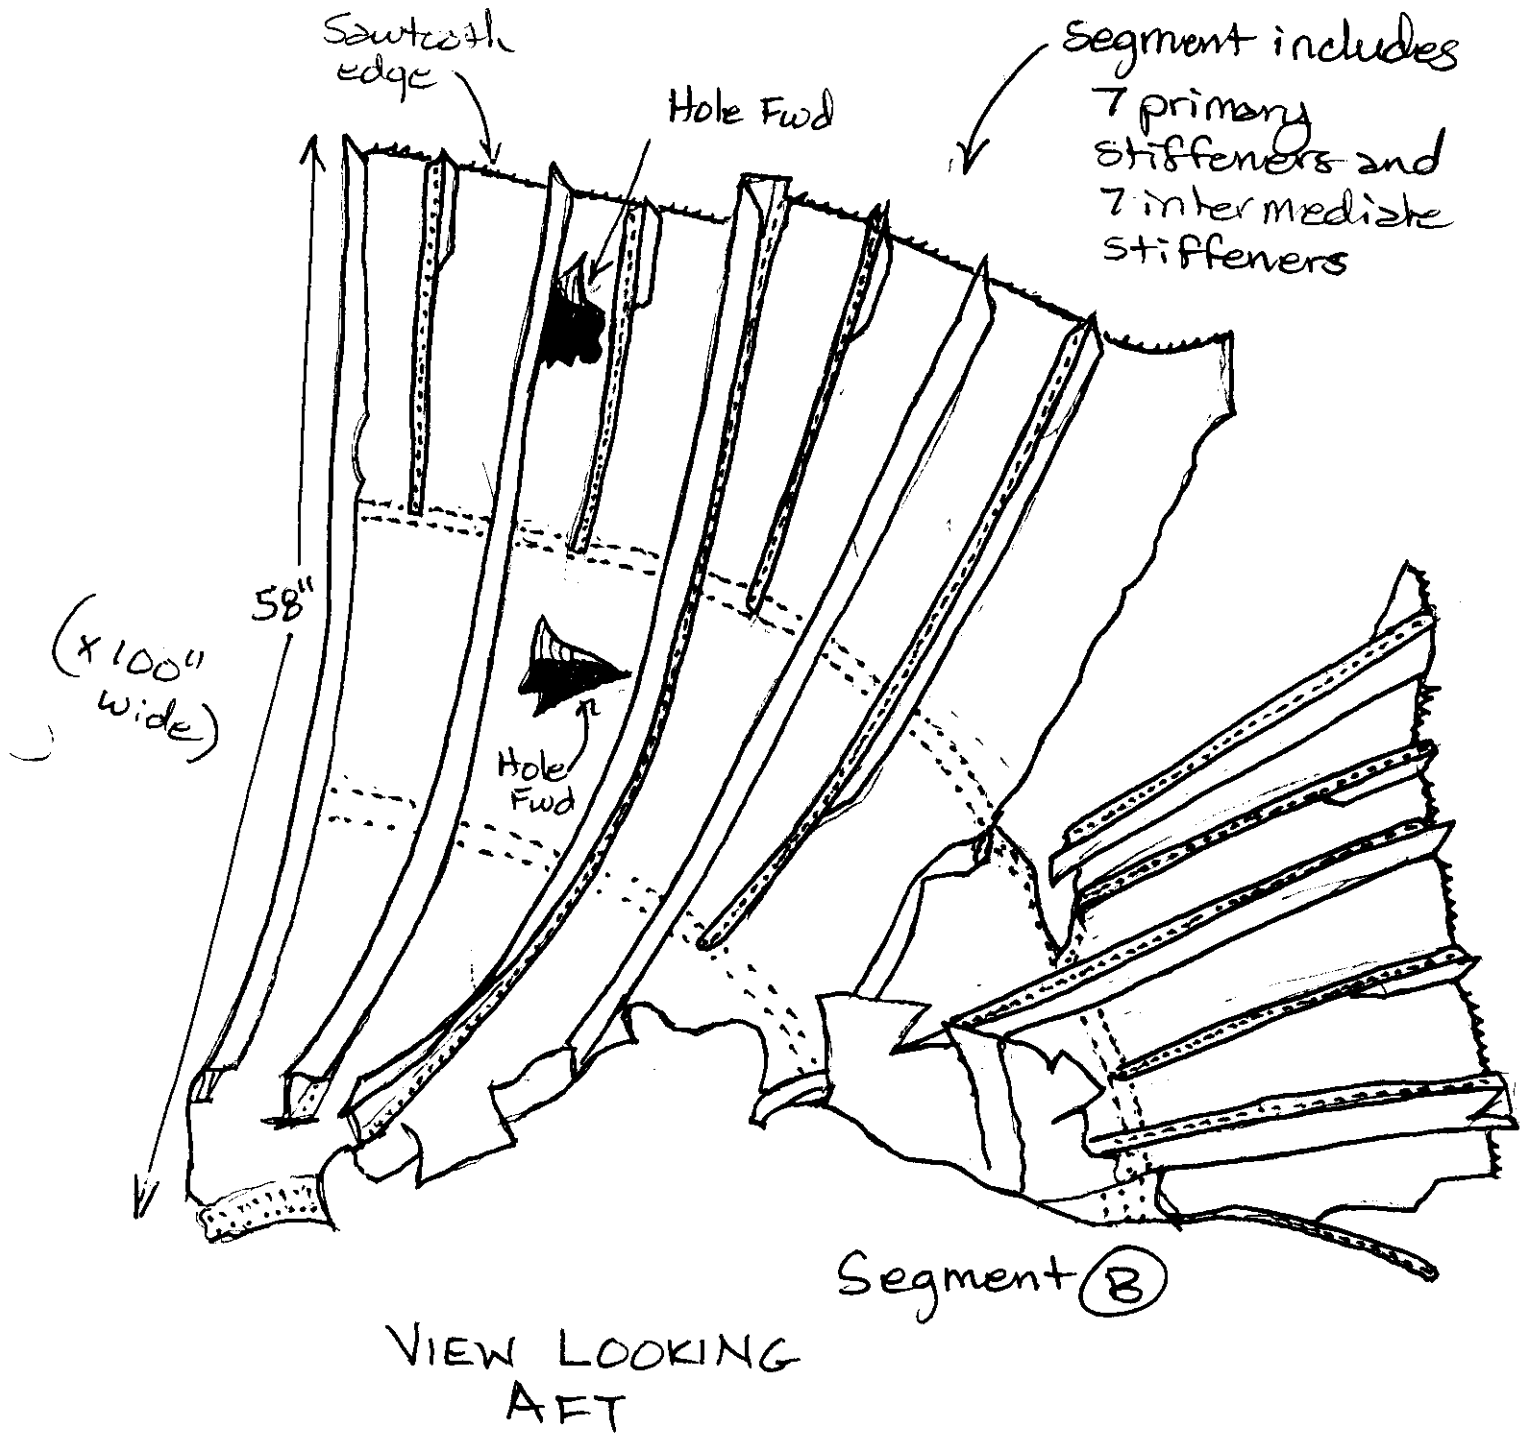 Sawtooth
edge
Hole Fwd
Segment includes
7 primary
stiffeners and
7 intermediate
stiffeners
58"
(x 100"
wide)
Hole
Fwd
Segment B
VIEW LOOKING
AFT